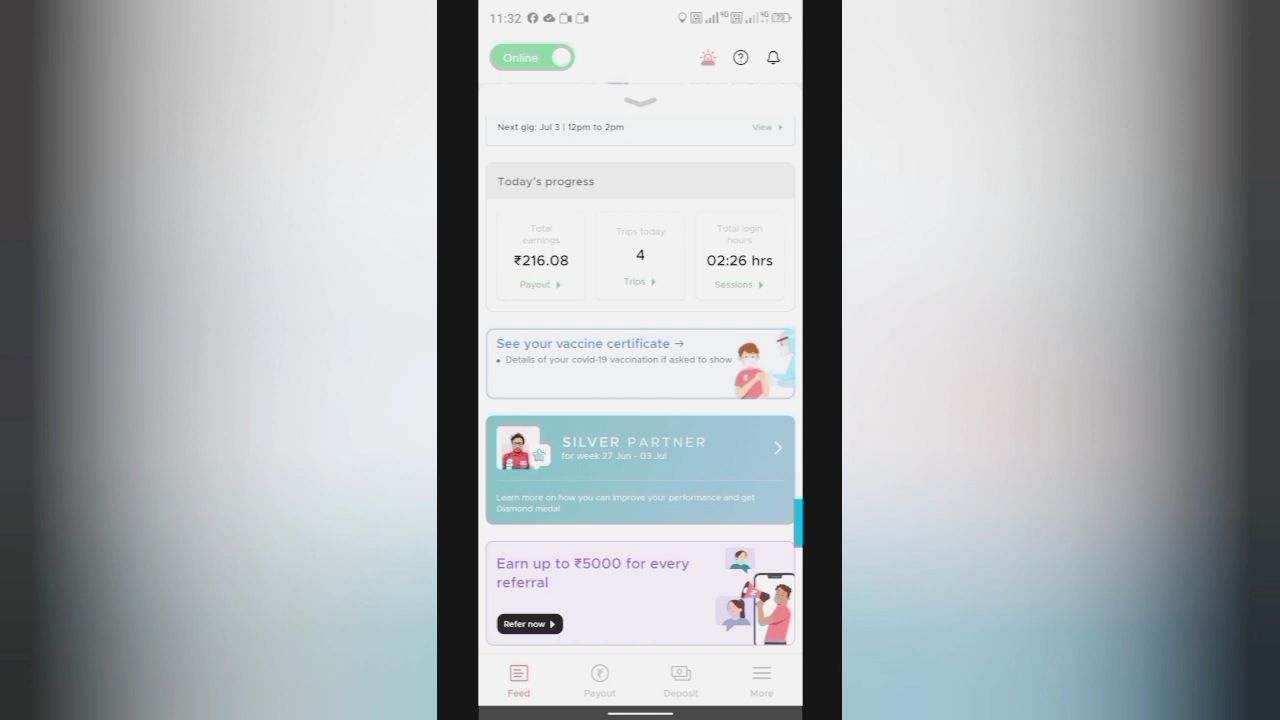 11:32
4G
4G
73
Online
Next gig: Jul 3 | 12pm to 2pm
View
Today's progress
Total earnings
₹216.08
Payout
Trips today
4
Trips
Total login hours
02:26 hrs
Sessions
See your vaccine certificate →
• Details of your covid-19 vaccination if asked to show
SILVER PARTNER
for week 27 Jun - 03 Jul
Learn more on how you can improve your performance and get
Diamond medal
Earn up to ₹5000 for every
referral
Refer now
Feed
Payout
Deposit
More